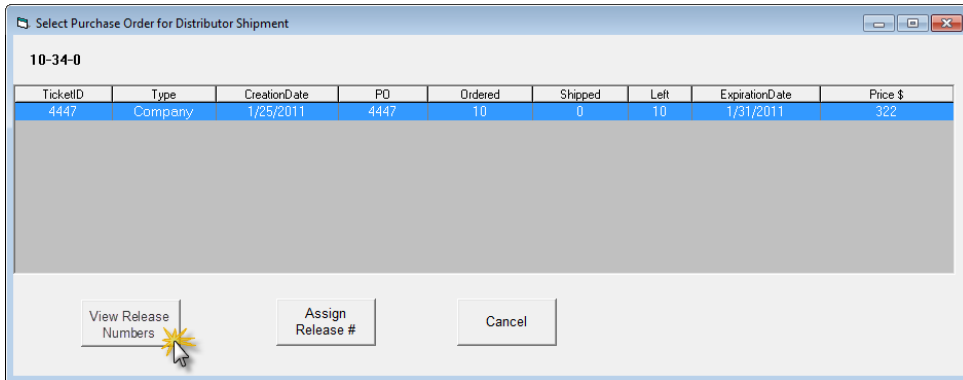 Select Purchase Order for Distributor Shipment
10-34-0
TicketID Type CreationDate PO Ordered Shipped Left ExpirationDate Price $
4447 Company 1/25/2011 4447 10 0 10 1/31/2011 322
View Release
Numbers
Assign
Release #
Cancel